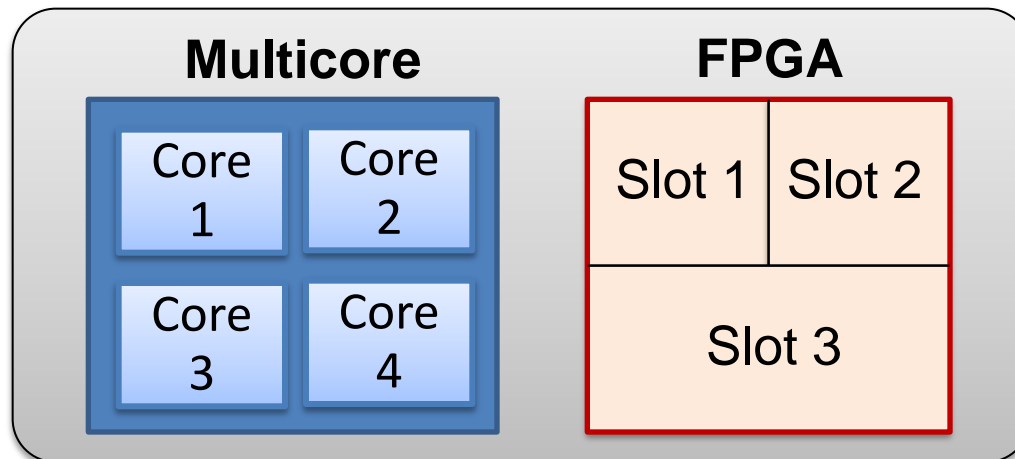 Multicore
FPGA
Core
1
Core
2
Core
3
Core
4
Slot 1
Slot 2
Slot 3